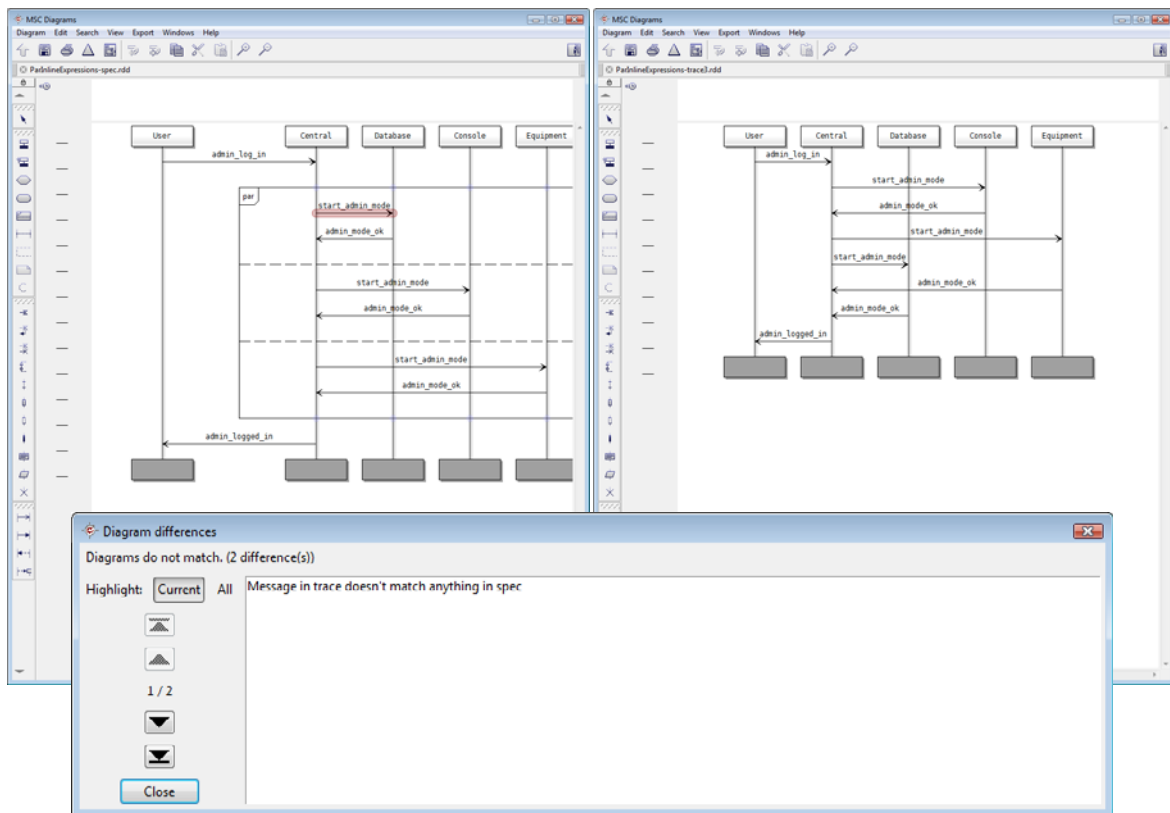 MSC Diagrams
Diagram Edit Search View Export Windows Help
ParInlineExpressions-spec.rdd
User Central Database Console Equipment
admin_log_in
par
start_admin_mode
admin_mode_ok
start_admin_mode
admin_mode_ok
start_admin_mode
admin_mode_ok
admin_logged_in
MSC Diagrams
Diagram Edit Search View Export Windows Help
ParInlineExpressions-trace3.rdd
User Central Database Console Equipment
admin_log_in
start_admin_mode
admin_mode_ok
start_admin_mode
start_admin_mode
admin_mode_ok
admin_mode_ok
admin_logged_in
Diagram differences
Diagrams do not match. (2 difference(s))
Highlight: Current All
Message in trace doesn't match anything in spec
1 / 2
Close